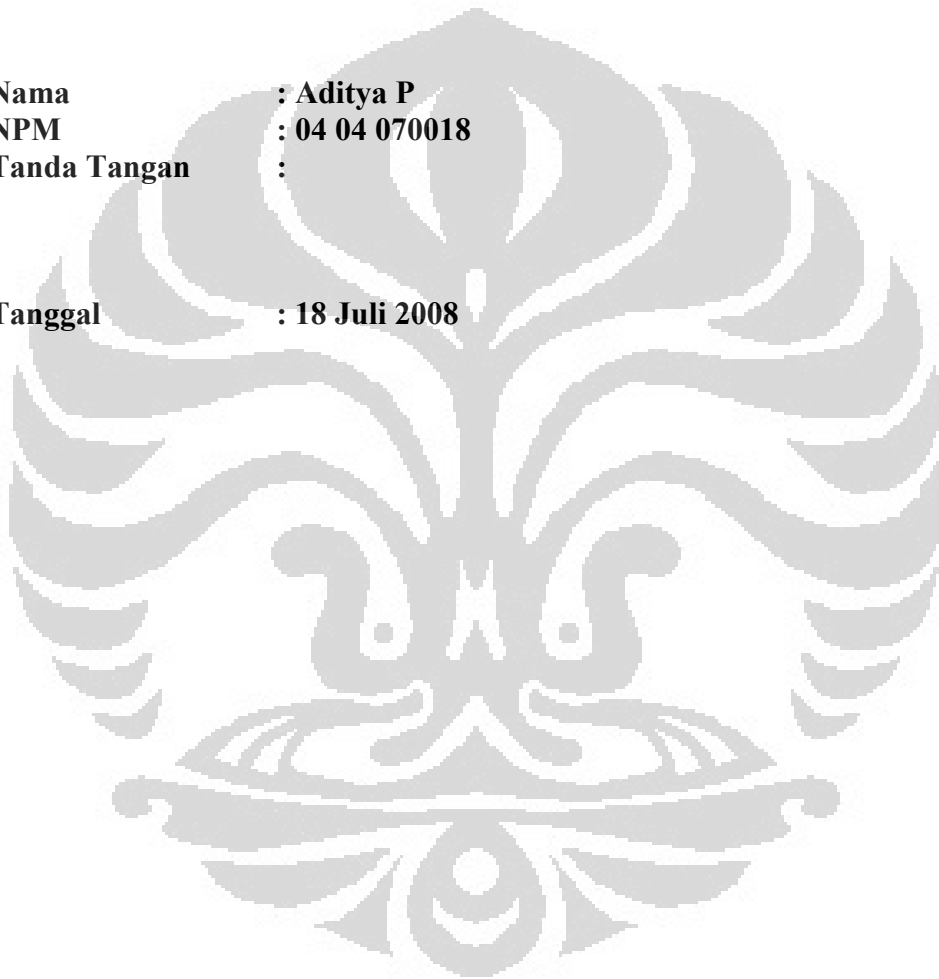 Nama : Aditya P
NPM : 04 04 070018
Tanda Tangan :
Tanggal : 18 Juli 2008